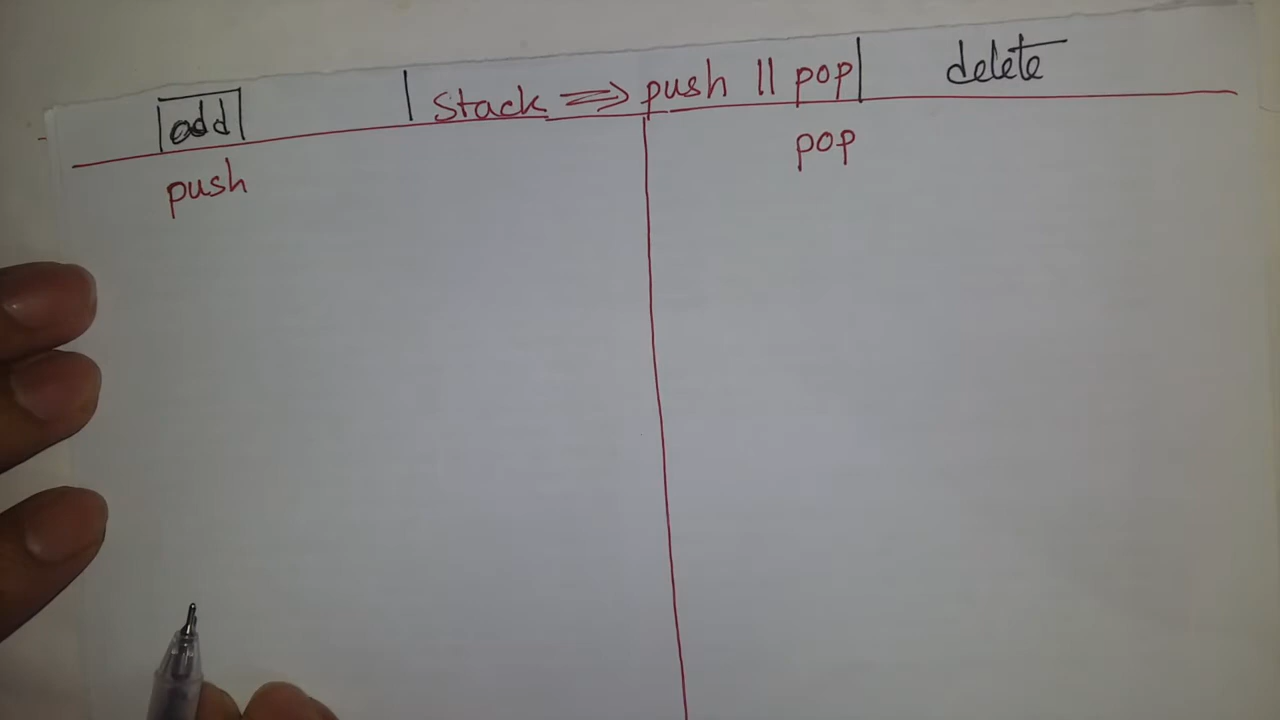 add | Stack ⇒ push || pop | delete
push
pop